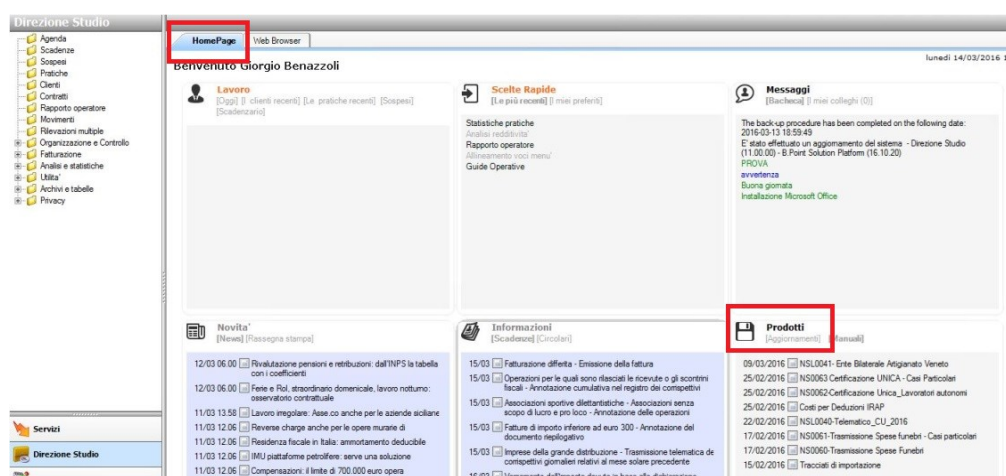 Direzione Studio
Agenda
Scadenze
Sospesi
Pratiche
Clienti
Contratti
Rapporto operatore
Movimenti
Rilevazioni multiple
Organizzazione e Controllo
Fatturazione
Analisi e statistiche
Utilita'
Archivi e tabelle
Privacy
Servizi
Direzione Studio
HomePage
Web Browser
Benvenuto Giorgio Benazzoli
lunedì 14/03/2016 1
Lavoro
[Oggi] [I clienti recenti] [Le pratiche recenti] [Sospesi]
[Scadenzario]
Scelte Rapide
[Le più recenti] [I miei preferiti]
Statistiche pratiche
Analisi redditivita'
Rapporto operatore
Allineamento voci menu'
Guide Operative
Messaggi
[Bacheca] [I miei colleghi (0)]
The back-up procedure has been completed on the following date:
2016-03-13 18:59:49
E' stato effettuato un aggiornamento del sistema - Direzione Studio
(11.00.00) - B.Point Solution Platform (16.10.20)
PROVA
avvertenza
Buona giornata
Installazione Microsoft Office
Novita'
[News] [Rassegna stampa]
12/03 06.00 Rivalutazione pensioni e retribuzioni: dall'INPS la tabella
con i coefficienti
12/03 06.00 Ferie e Rol, straordinario domenicale, lavoro notturno:
osservatorio contrattuale
11/03 13.58 Lavoro irregolare: Asse.co anche per le aziende siciliane
11/03 12.06 Reverse charge anche per le opere murarie di
11/03 12.06 IMU piattaforme petrolifere: serve una soluzione
11/03 12.06 Residenza fiscale in Italia: ammortamento deducibile
11/03 12.06 Compensazioni: il limite di 700.000 euro opera
Informazioni
[Scadenze] [Circolari]
15/03 Fatturazione differita - Emissione della fattura
15/03 Operazioni per le quali sono rilasciati le ricevute o gli scontrini
fiscali - Annotazione cumulativa nel registro dei corrispettivi
15/03 Associazioni sportive dilettantistiche - Associazioni senza
scopo di lucro e pro loco - Annotazione delle operazioni
15/03 Fatture di importo inferiore ad euro 300 - Annotazione del
documento riepilogativo
15/03 Imprese della grande distribuzione - Trasmissione telematica dei
corrispettivi giornalieri relativi al mese solare precedente
Prodotti
[Aggiornamenti] [Manuali]
09/03/2016 NSL0041- Ente Bilaterale Artigianato Veneto
25/02/2016 NS0063 Certificazione UNICA - Casi Particolari
25/02/2016 NS0062-Certificazione Unica_Lavoratori autonomi
25/02/2016 Costi per Deduzioni IRAP
22/02/2016 NSL0040-Telematico_CU_2016
17/02/2016 NS0061-Trasmissione Spese funebri - Casi particolari
17/02/2016 NS0060-Trasmissione Spese Funebri
15/02/2016 Tracciati di importazione